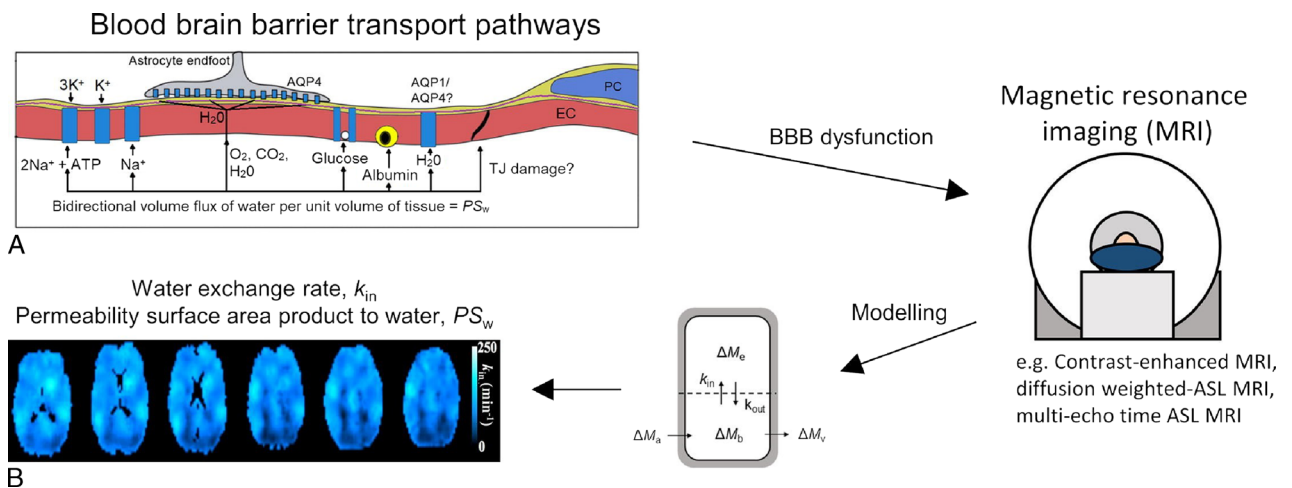 Blood brain barrier transport pathways
Astrocyte endfoot
3K+ K+
AQP4
AQP1/
AQP4?
PC
H20
EC
2Na+ + ATP
Na+
O2, CO2,
H20
Glucose
Albumin
H20
TJ damage?
Bidirectional volume flux of water per unit volume of tissue = PSw
A
BBB dysfunction
Magnetic resonance
imaging (MRI)
e.g. Contrast-enhanced MRI,
diffusion weighted-ASL MRI,
multi-echo time ASL MRI
Modelling
ΔMe
kin
kout
ΔMa
ΔMb
ΔMv
Water exchange rate, kin
Permeability surface area product to water, PSw
250
kin (min-1)
0
B